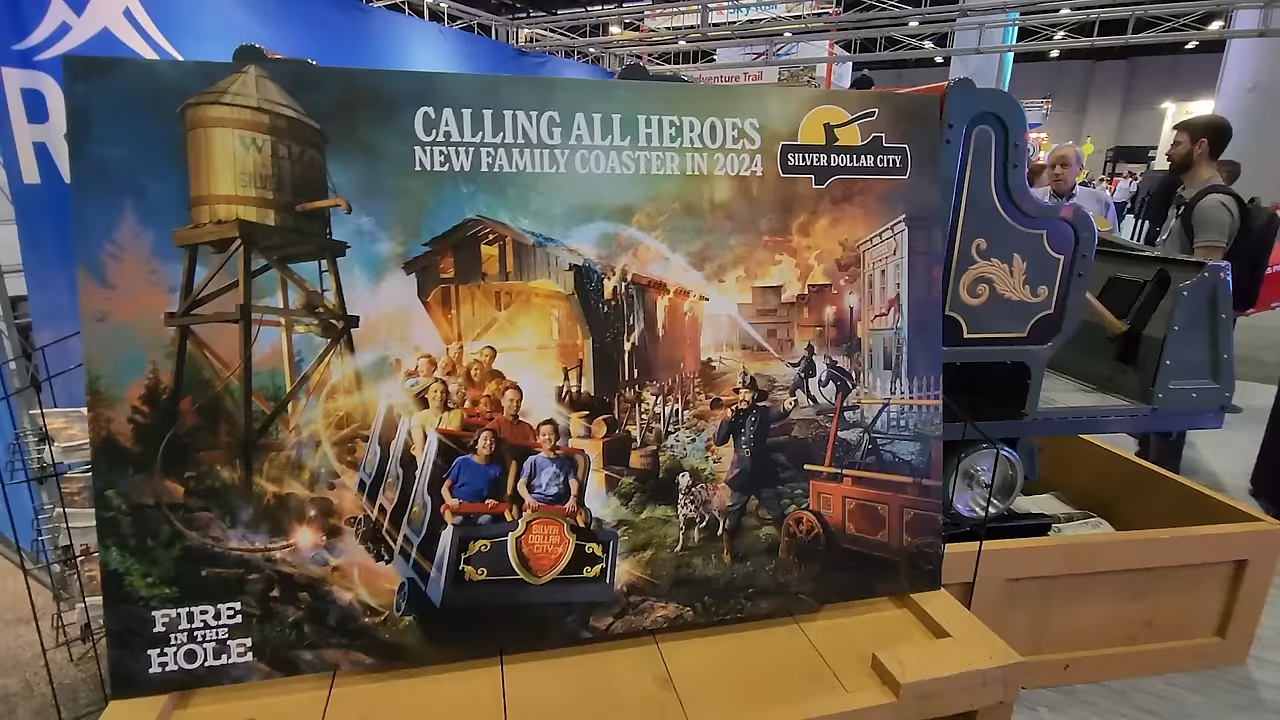 Adventure Trail
R
CALLING ALL HEROES
NEW FAMILY COASTER IN 2024
SILVER DOLLAR CITY
SILVER
DOLLAR
CITY
FIRE
IN THE
HOLE